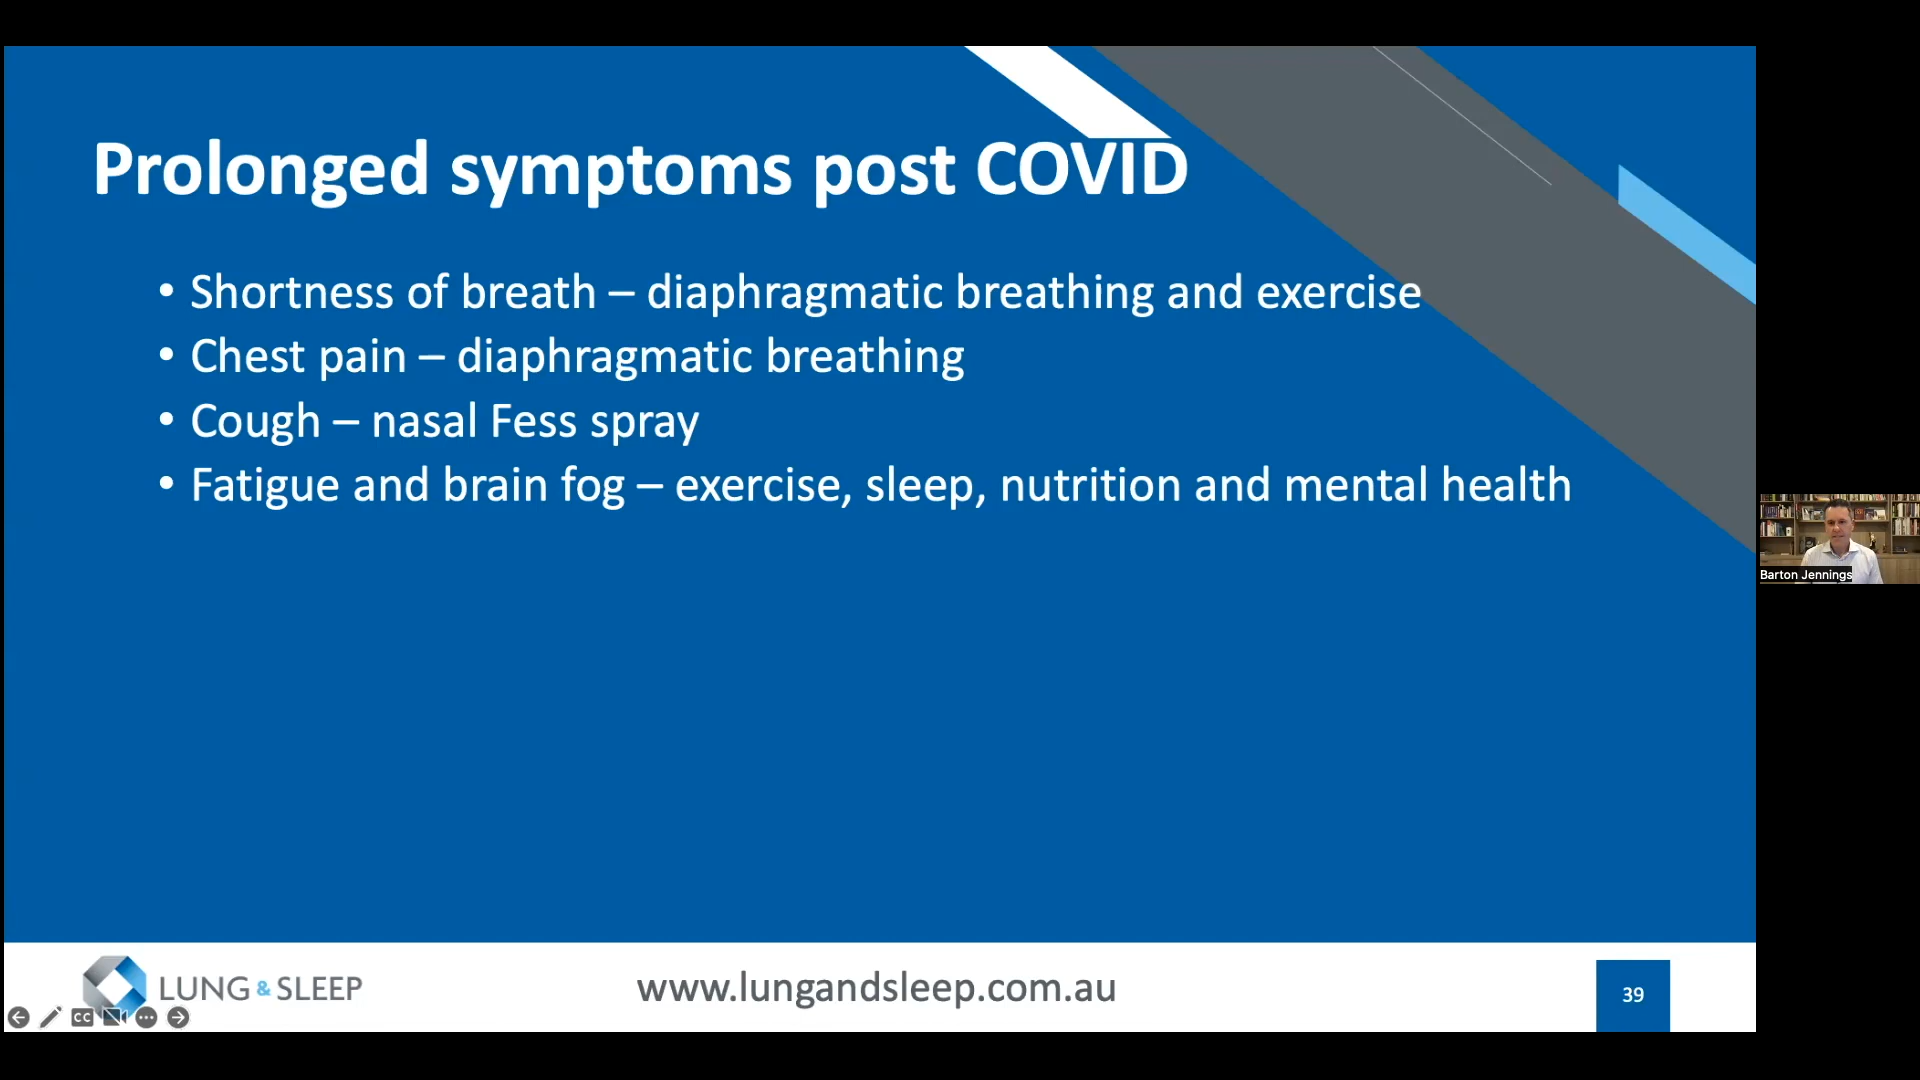 Prolonged symptoms post COVID
• Shortness of breath – diaphragmatic breathing and exercise
• Chest pain – diaphragmatic breathing
• Cough – nasal Fess spray
• Fatigue and brain fog – exercise, sleep, nutrition and mental health
Barton Jennings
LUNG & SLEEP
www.lungandsleep.com.au
39
CC